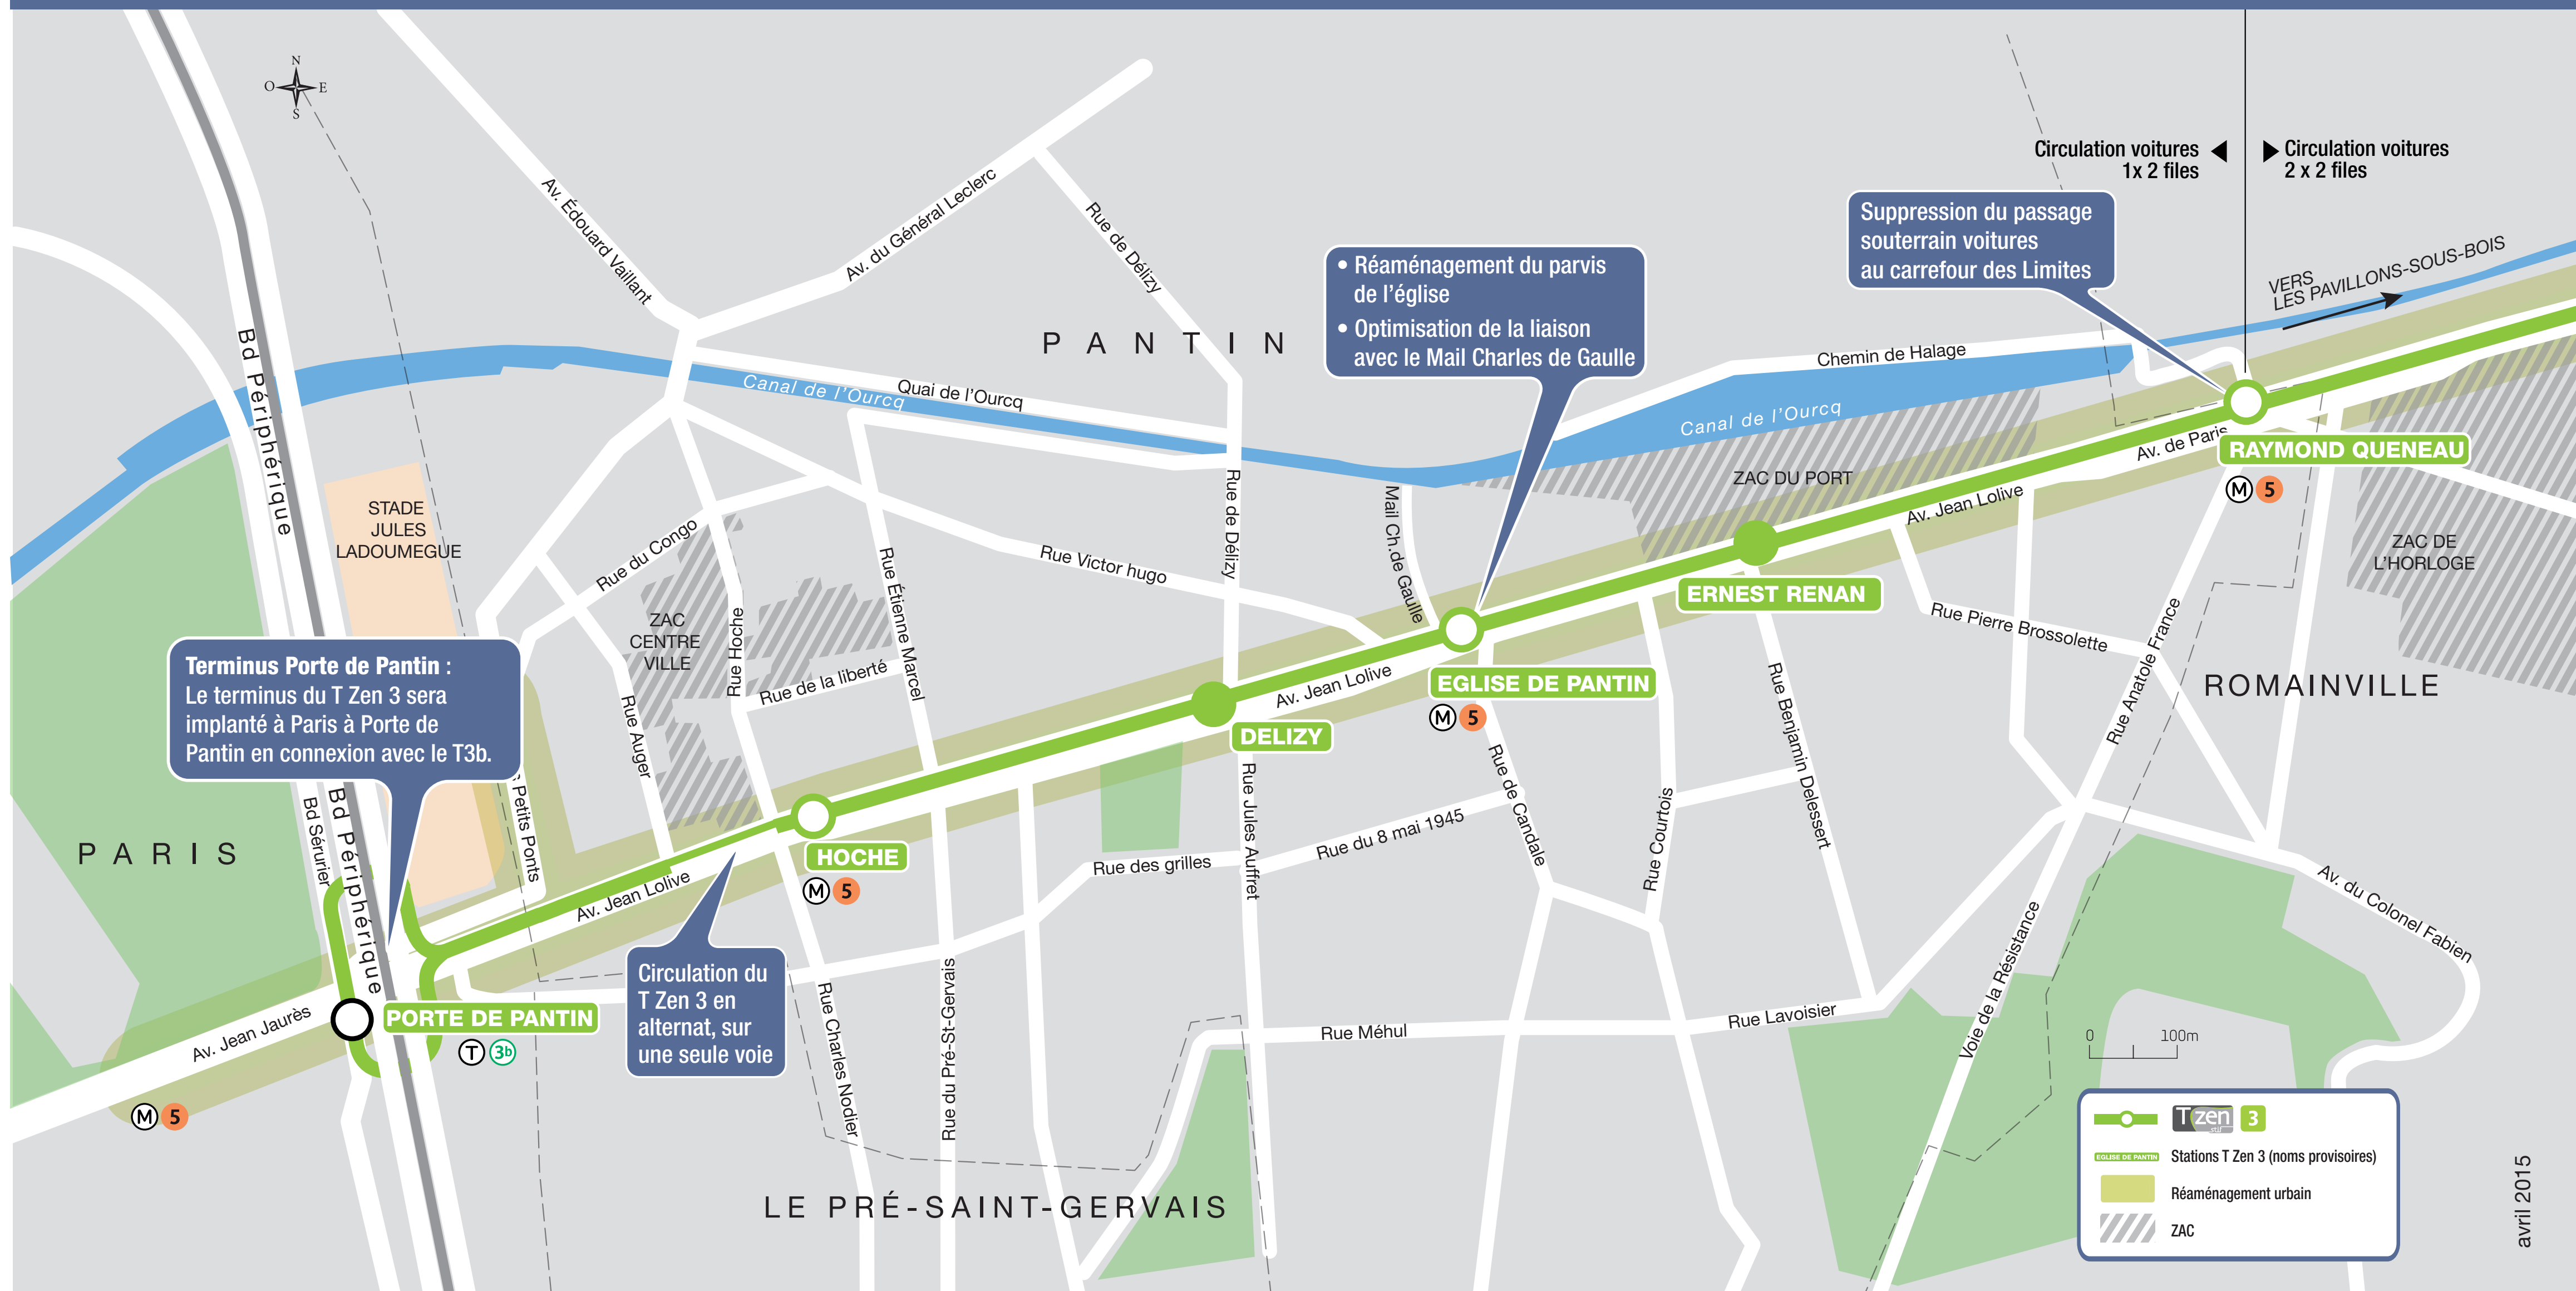 N
O
E
S
Circulation voitures
1x 2 files
Circulation voitures
2 x 2 files
Suppression du passage
souterrain voitures
au carrefour des Limites
• Réaménagement du parvis
de l'église
• Optimisation de la liaison
avec le Mail Charles de Gaulle
VERS
LES PAVILLONS-SOUS-BOIS
Av. Édouard Vaillant
Av. du Général Leclerc
Rue de Délizy
PANTIN
Bd Périphérique
Canal de l'Ourcq
Quai de l'Ourcq
Chemin de Halage
Canal de l'Ourcq
Av. de Paris
RAYMOND QUENEAU
M 5
STADE
JULES
LADOUMEGUE
ZAC DU PORT
Av. Jean Lolive
Rue de Délizy
Mail Ch.de Gaulle
Rue du Congo
Rue Victor hugo
Rue Étienne Marcel
ZAC DE
L'HORLOGE
ERNEST RENAN
Rue Pierre Brossolette
Rue Anatole France
ROMAINVILLE
ZAC
CENTRE
VILLE
Rue Hoche
Rue de la liberté
Rue Auger
Av. Jean Lolive
EGLISE DE PANTIN
M 5
DELIZY
Rue Benjamin Delessert
Terminus Porte de Pantin :
Le terminus du T Zen 3 sera
implanté à Paris à Porte de
Pantin en connexion avec le T3b.
Petits Ponts
PARIS
Bd Sérurier
Bd Périphérique
HOCHE
M 5
Av. Jean Lolive
Rue des grilles
Rue Jules Auffret
Rue du 8 mai 1945
Rue de Candale
Rue Courtois
Av. du Colonel Fabien
Voie de la Résistance
Circulation du
T Zen 3 en
alternat, sur
une seule voie
Av. Jean Jaurès
PORTE DE PANTIN
T 3b
M 5
Rue Charles Nodier
Rue du Pré-St-Gervais
Rue Méhul
Rue Lavoisier
LE PRÉ-SAINT-GERVAIS
0 100m
T zen 3
stif
EGLISE DE PANTIN
Stations T Zen 3 (noms provisoires)
Réaménagement urbain
ZAC
avril 2015